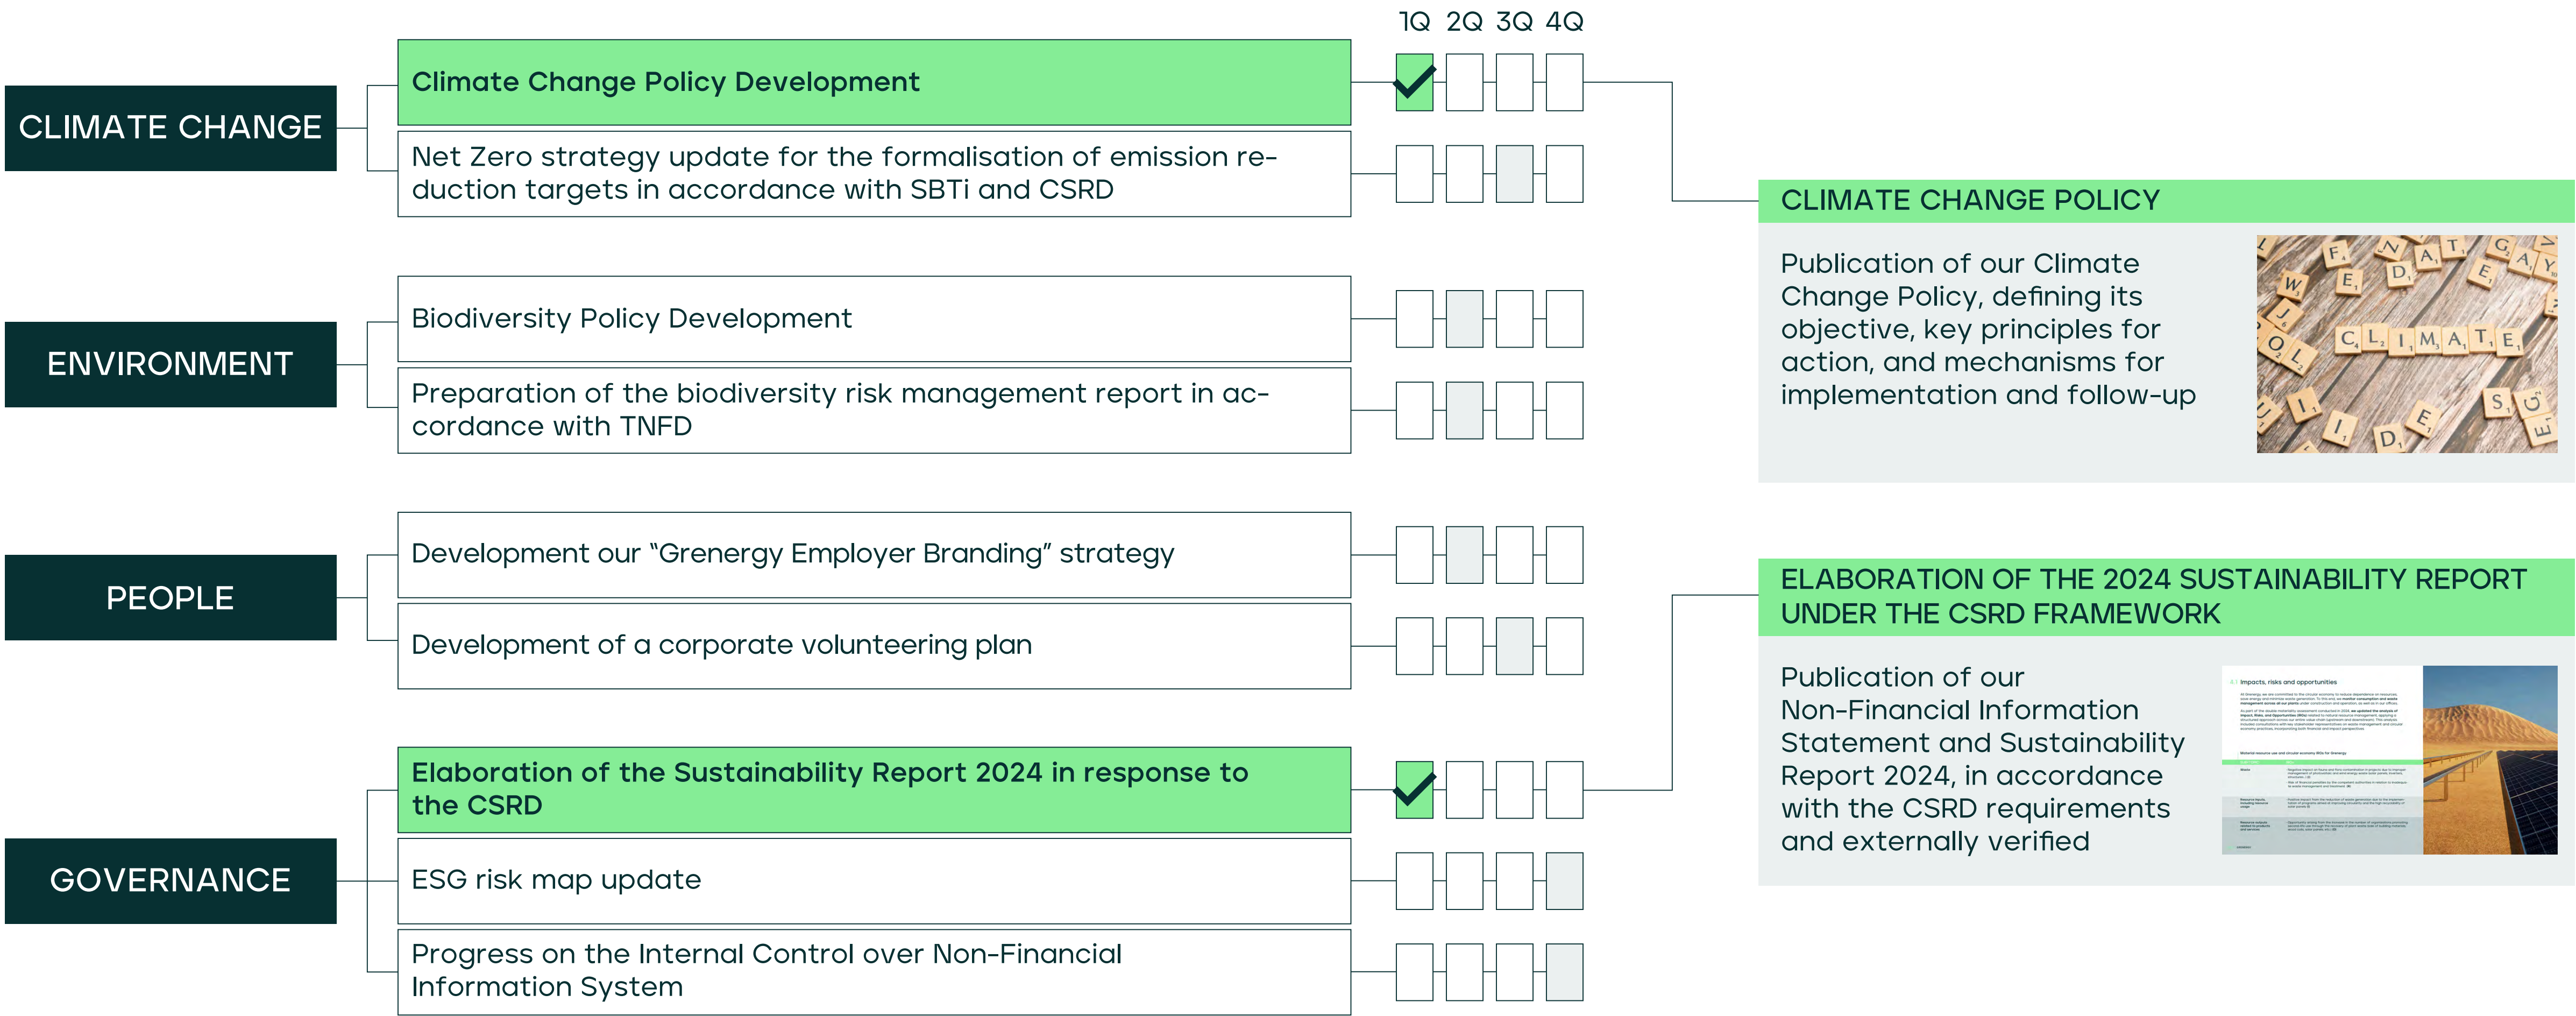 1Q 2Q 3Q 4Q
CLIMATE CHANGE
Climate Change Policy Development
Net Zero strategy update for the formalisation of emission re-
duction targets in accordance with SBTi and CSRD
ENVIRONMENT
Biodiversity Policy Development
Preparation of the biodiversity risk management report in ac-
cordance with TNFD
PEOPLE
Development our “Grenergy Employer Branding” strategy
Development of a corporate volunteering plan
GOVERNANCE
Elaboration of the Sustainability Report 2024 in response to
the CSRD
ESG risk map update
Progress on the Internal Control over Non-Financial
Information System
CLIMATE CHANGE POLICY
Publication of our Climate
Change Policy, defining its
objective, key principles for
action, and mechanisms for
implementation and follow-up
CLIMATE
ELABORATION OF THE 2024 SUSTAINABILITY REPORT
UNDER THE CSRD FRAMEWORK
Publication of our
Non-Financial Information
Statement and Sustainability
Report 2024, in accordance
with the CSRD requirements
and externally verified
Impacts, risks and opportunities